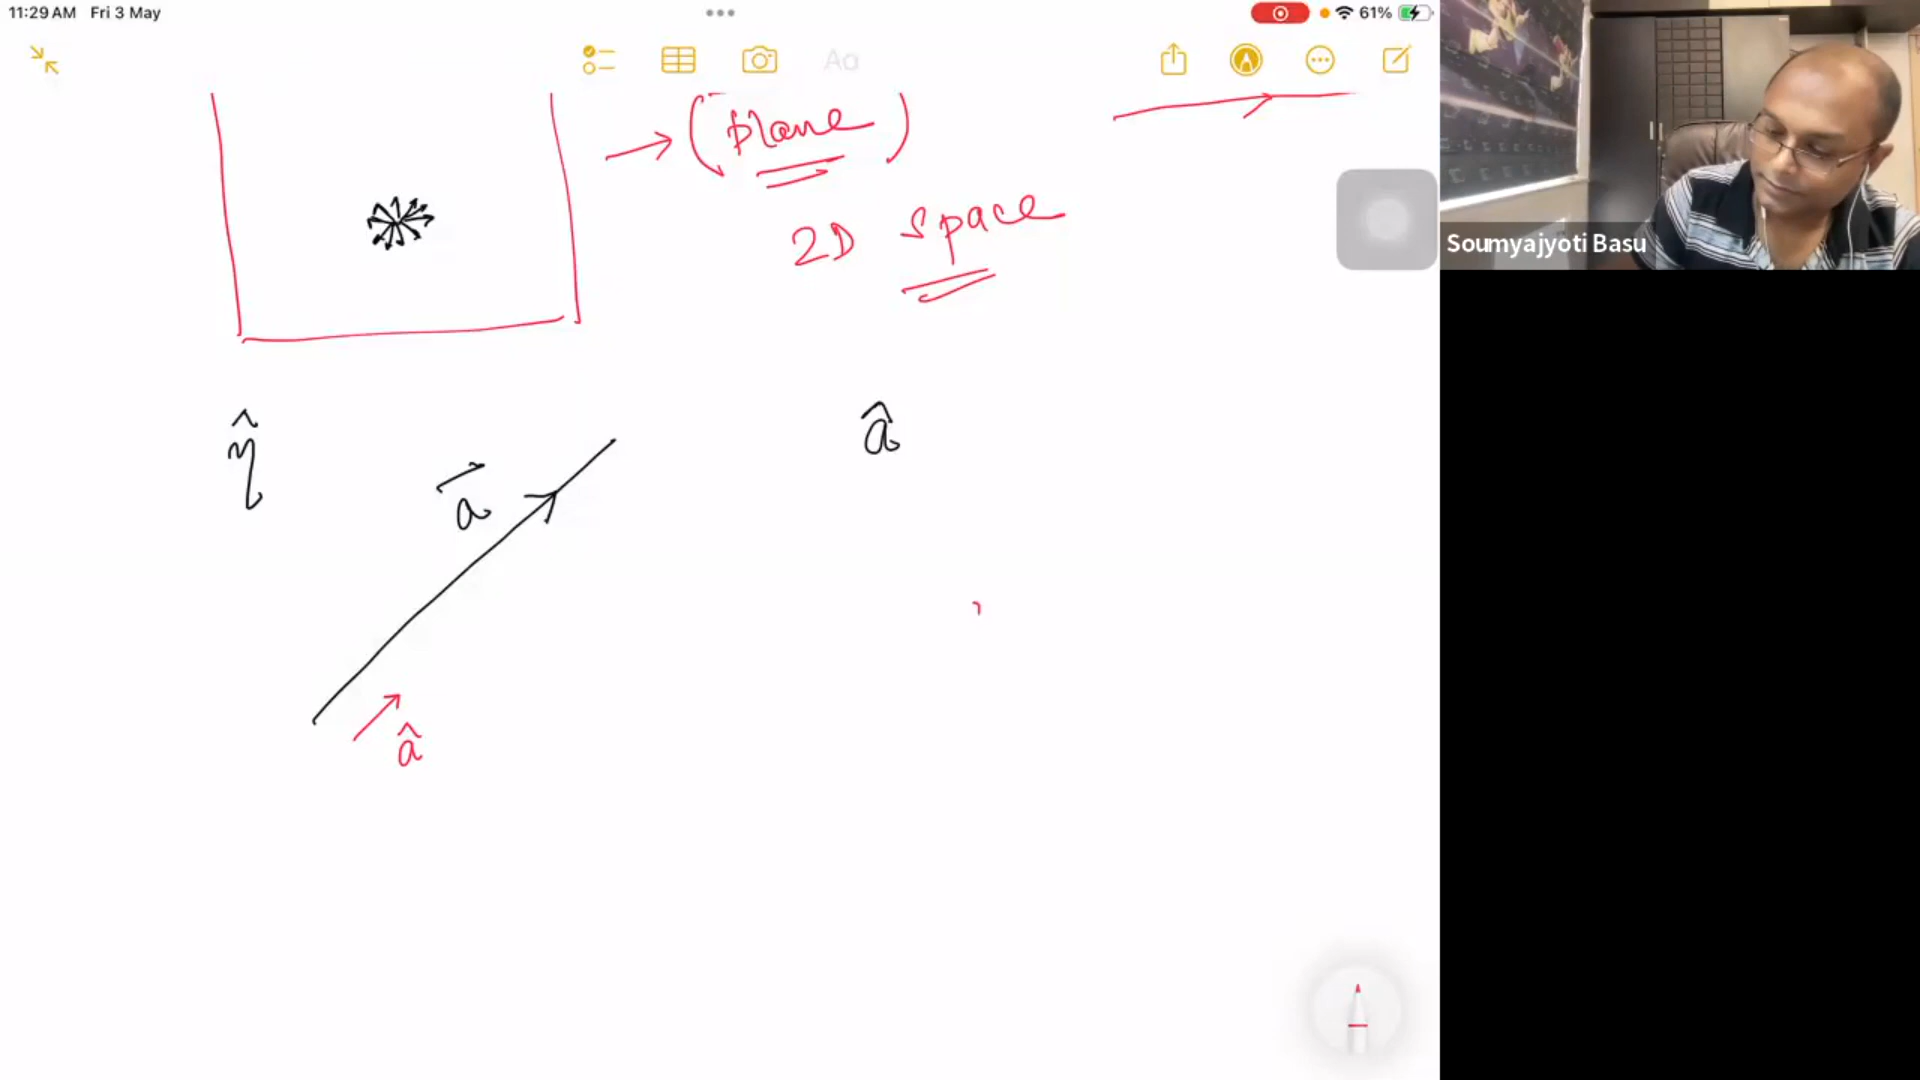 11:29 AM Fri 3 May
61%
Aa
→ (plane)
2D space
Soumyajyoti Basu
η̂
a⃗
â
â